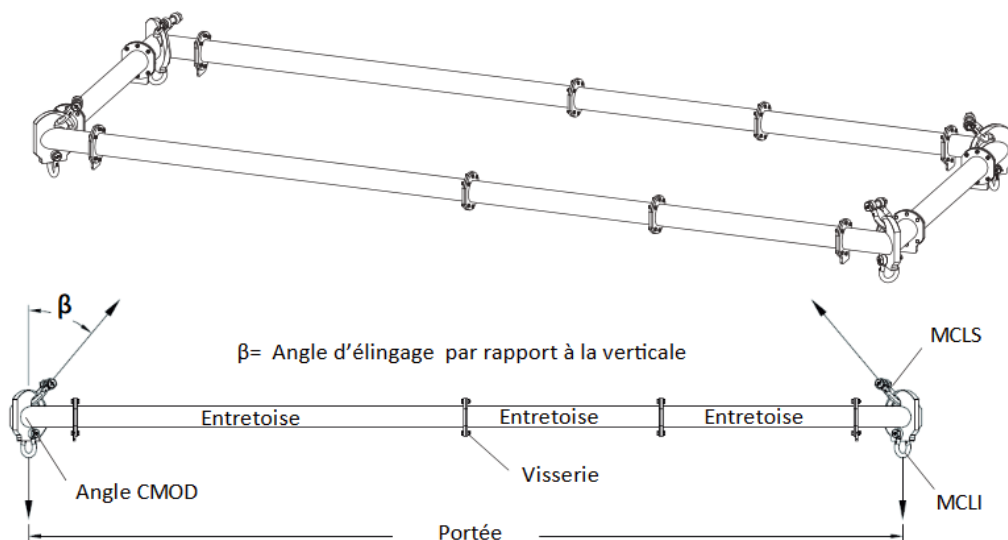 β
β= Angle d'élingage par rapport à la verticale
MCLS
Entretoise
Entretoise
Entretoise
Angle CMOD
Visserie
MCLI
Portée